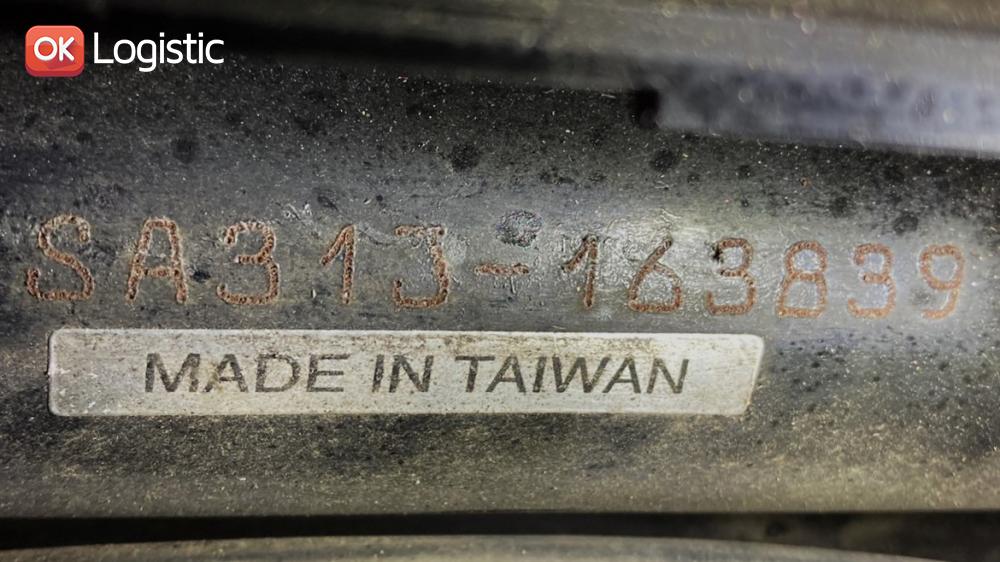 OK Logistic
SA31J-163839
MADE IN TAIWAN